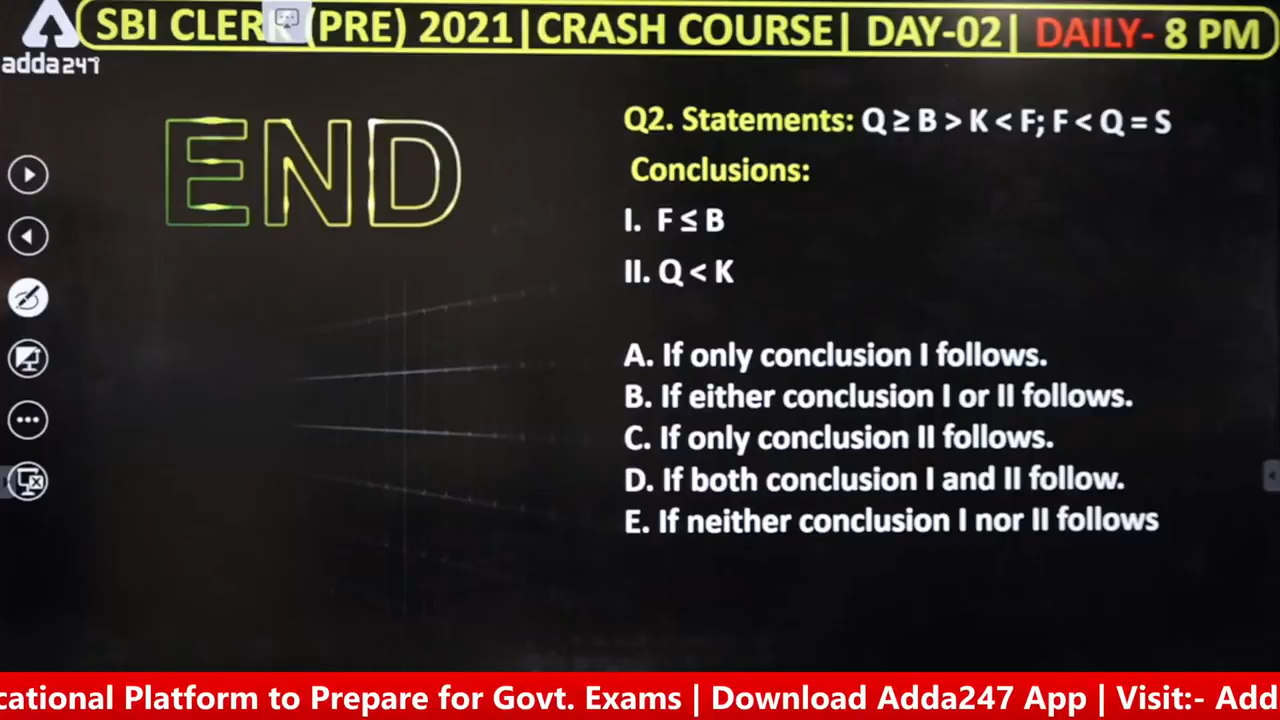 SBI CLERK (PRE) 2021|CRASH COURSE| DAY-02| DAILY- 8 PM
adda247
END
Q2. Statements: Q ≥ B > K < F; F < Q = S
Conclusions:
I. F ≤ B
II. Q < K
A. If only conclusion I follows.
B. If either conclusion I or II follows.
C. If only conclusion II follows.
D. If both conclusion I and II follow.
E. If neither conclusion I nor II follows
cational Platform to Prepare for Govt. Exams | Download Adda247 App | Visit:- Add